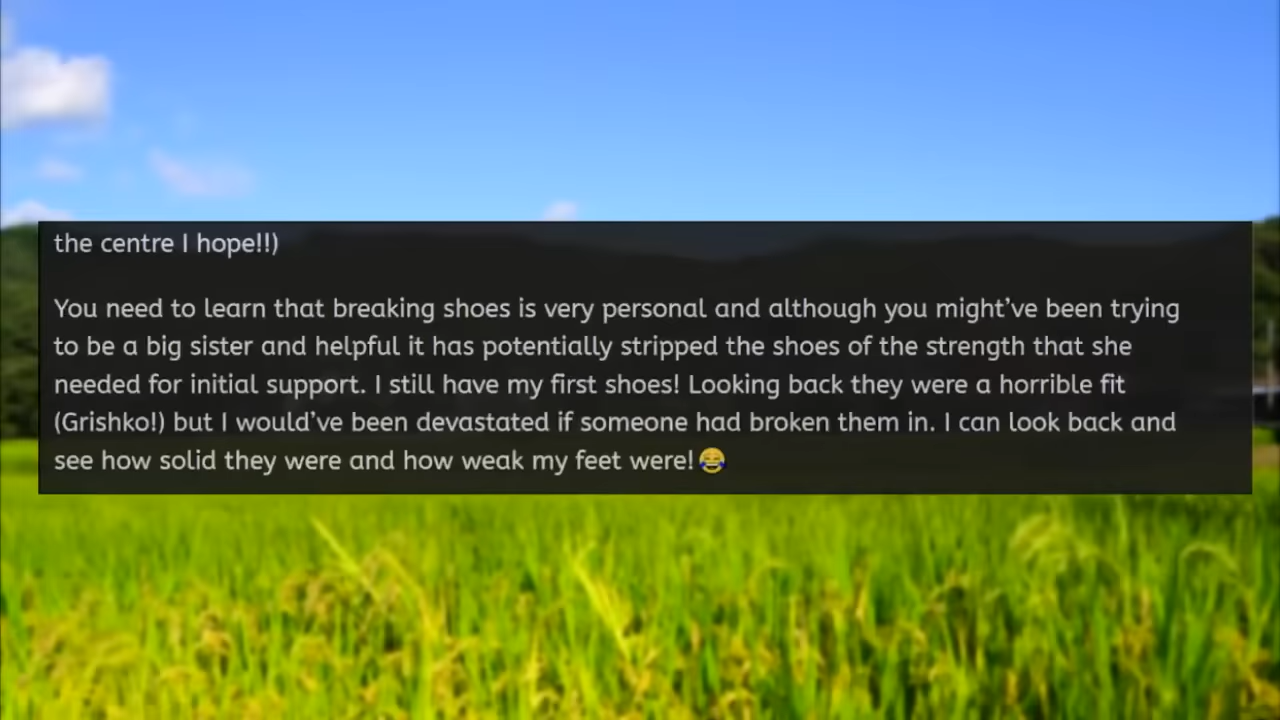 the centre I hope!!)
You need to learn that breaking shoes is very personal and although you might’ve been trying
to be a big sister and helpful it has potentially stripped the shoes of the strength that she
needed for initial support. I still have my first shoes! Looking back they were a horrible fit
(Grishko!) but I would’ve been devastated if someone had broken them in. I can look back and
see how solid they were and how weak my feet were!😂